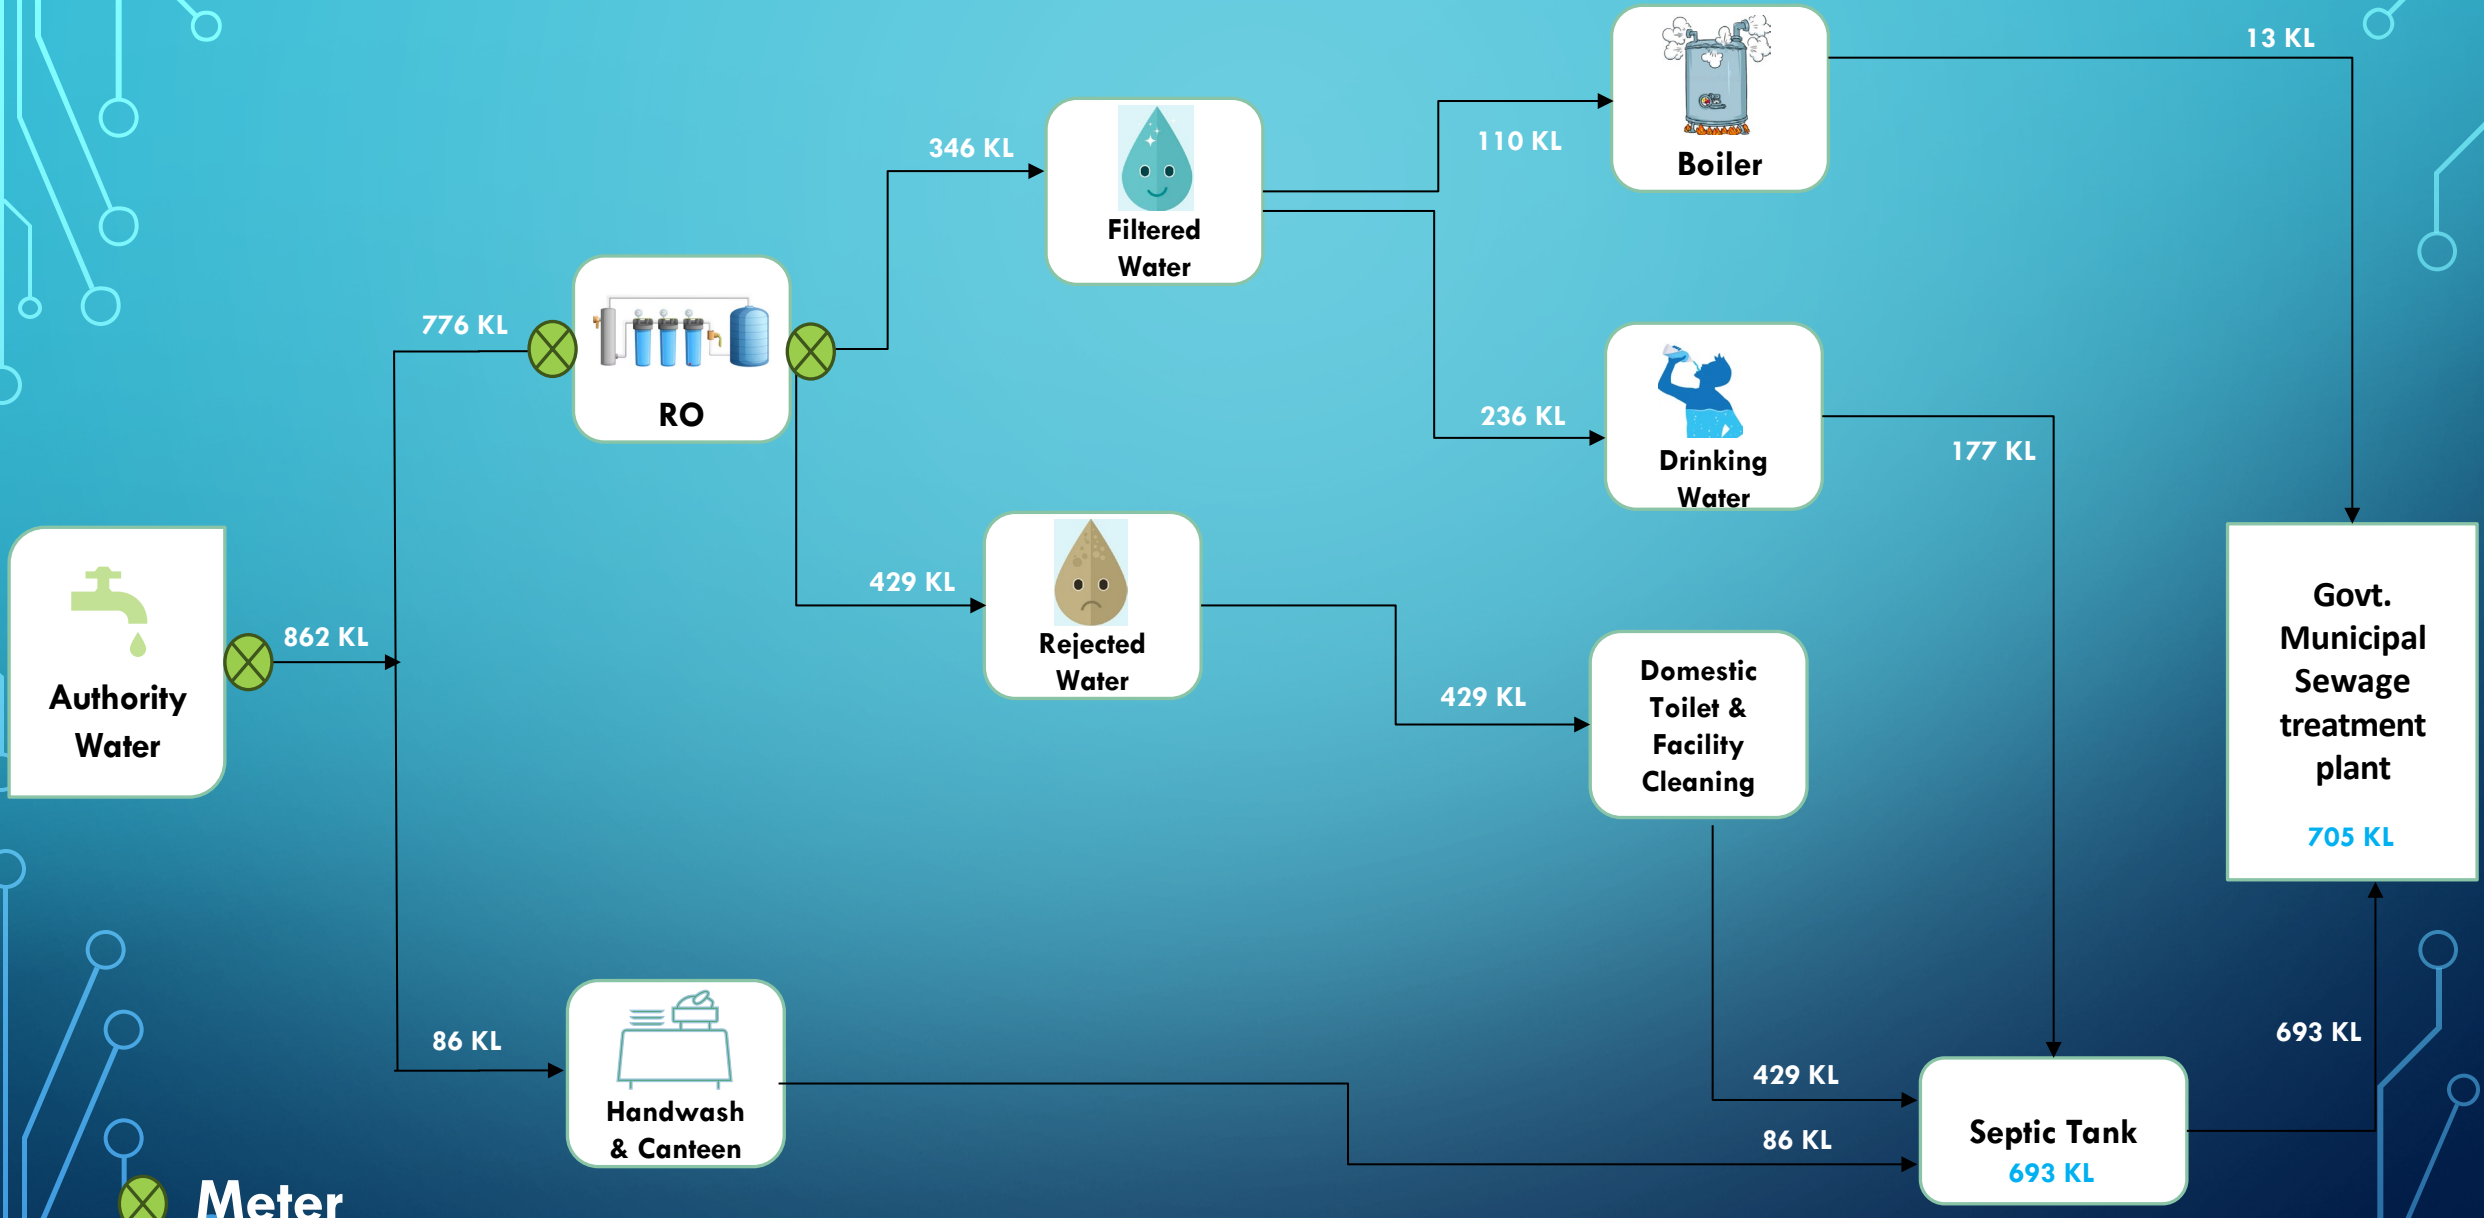 13 KL
346 KL
110 KL
Boiler
Filtered
Water
776 KL
RO
236 KL
Drinking
Water
177 KL
429 KL
Rejected
Water
862 KL
Authority
Water
429 KL
Domestic
Toilet &
Facility
Cleaning
Govt.
Municipal
Sewage
treatment
plant
705 KL
86 KL
Handwash
& Canteen
429 KL
86 KL
693 KL
Septic Tank
693 KL
Meter